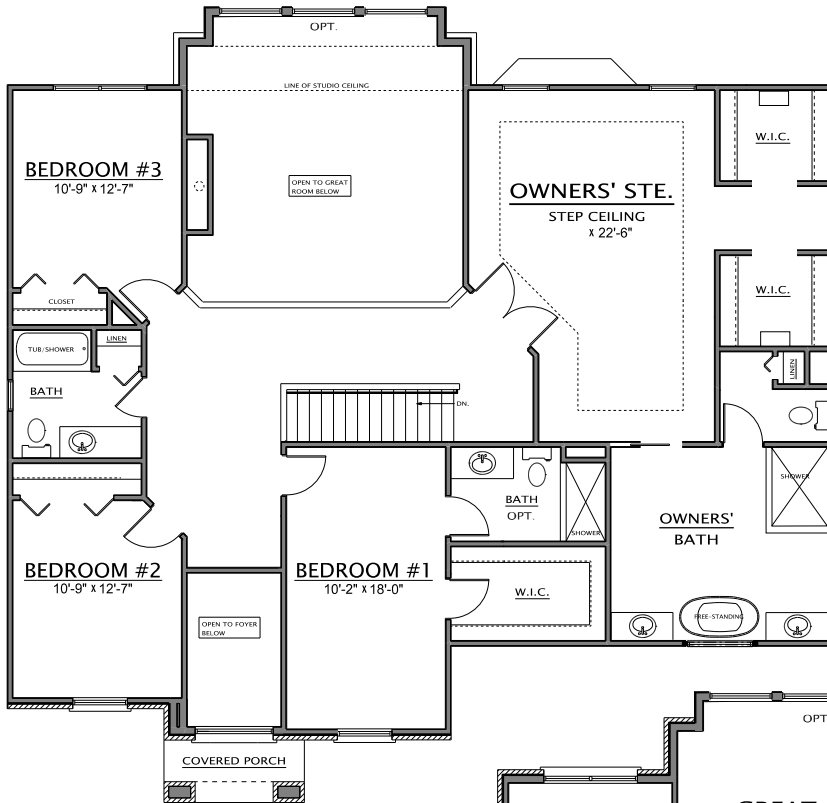 OPT.
LINE OF STUDIO CEILING
W.I.C.
BEDROOM #3
10'-9" x 12'-7"
OPEN TO GREAT
ROOM BELOW
OWNERS' STE.
STEP CEILING
x 22'-6"
W.I.C.
CLOSET
LINEN
TUB/SHOWER
LINEN
BATH
DN.
SHOWER
BATH
OPT.
OWNERS'
BATH
SHOWER
BEDROOM #2
10'-9" x 12'-7"
BEDROOM #1
10'-2" x 18'-0"
W.I.C.
OPEN TO FOYER
BELOW
FREE-STANDING
OPT
COVERED PORCH